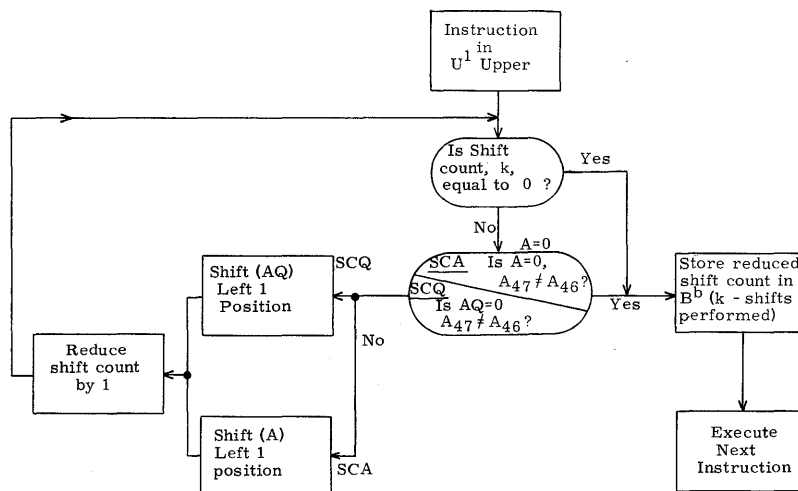 Instruction
in
U¹ Upper
Is Shift
count, k,
equal to 0 ?
Yes
No
A=0
SCA Is A=0,
A₄₇ ≠ A₄₆?
SCQ
Is AQ=0
A₄₇ ≠ A₄₆?
Yes
Store reduced
shift count in
Bᵇ (k - shifts
performed)
Execute
Next
Instruction
SCQ
Shift (AQ)
Left 1
Position
No
Reduce
shift count
by 1
Shift (A)
Left 1
position
SCA